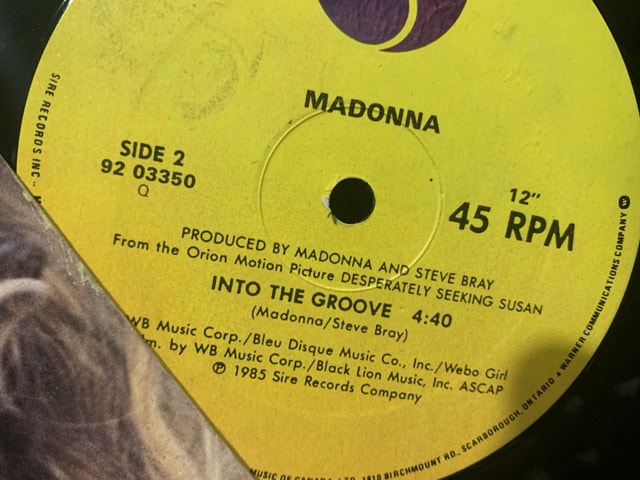 MADONNA
SIDE 2
92 03350
Q
12"
45 RPM
PRODUCED BY MADONNA AND STEVE BRAY
From the Orion Motion Picture DESPERATELY SEEKING SUSAN
INTO THE GROOVE 4:40
(Madonna/Steve Bray)
WB Music Corp./Bleu Disque Music Co., Inc./Webo Girl
by WB Music Corp./Black Lion Music, Inc. ASCAP
℗ 1985 Sire Records Company
SIRE RECORDS INC.
MUSIC OF CANADA LTD. 1810 BIRCHMOUNT RD., SCARBOROUGH, ONTARIO • WARNER COMMUNICATIONS COMPANY